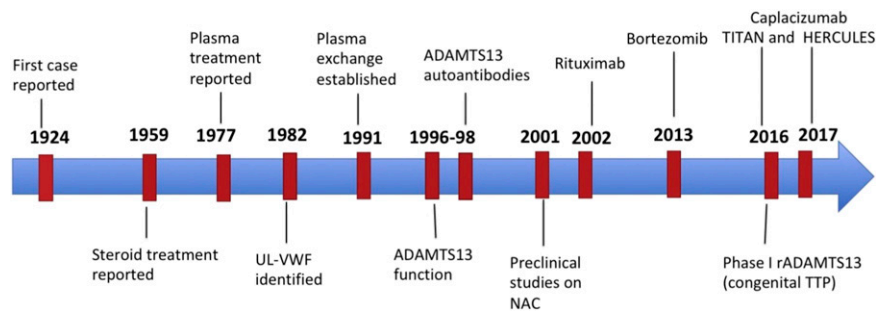 First case
reported
Plasma
treatment
reported
Plasma
exchange
established
ADAMTS13
autoantibodies
Rituximab
Bortezomib
Caplacizumab
TITAN and HERCULES
1924 1959 1977 1982 1991 1996-98 2001 2002 2013 2016 2017
Steroid treatment
reported
UL-VWF
identified
ADAMTS13
function
Preclinical
studies on
NAC
Phase I rADAMTS13
(congenital TTP)